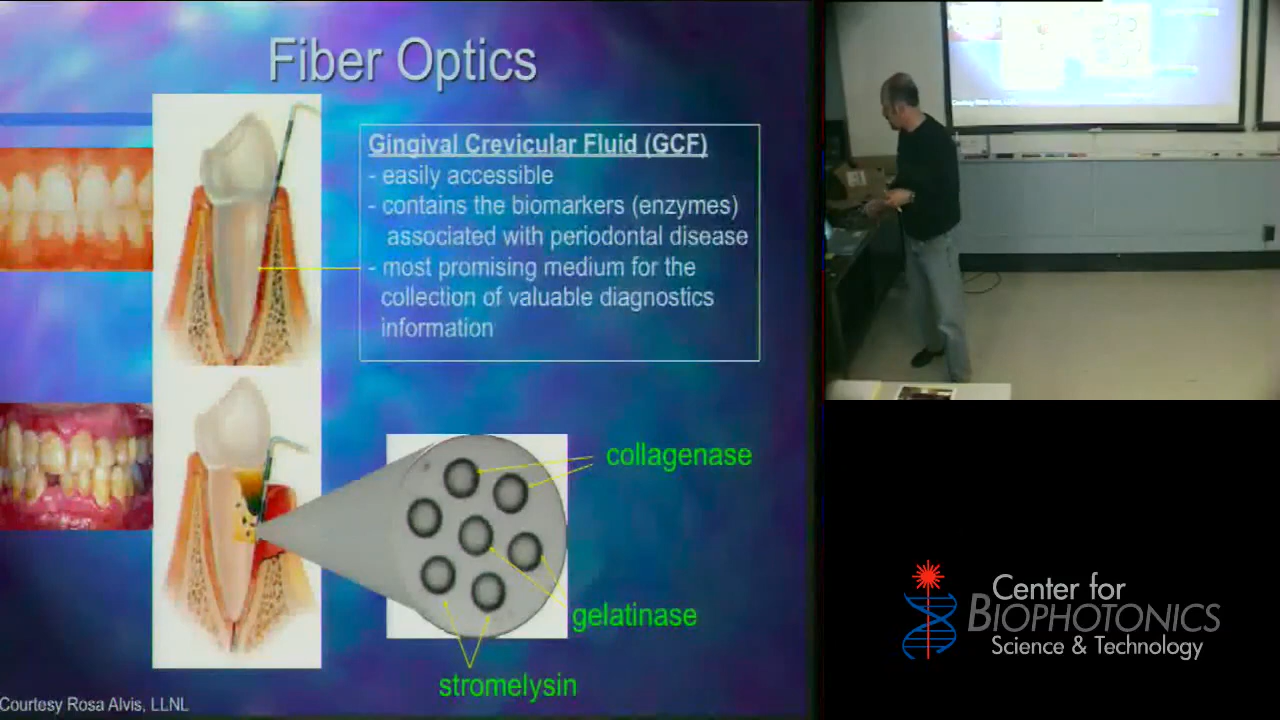 Fiber Optics
Gingival Crevicular Fluid (GCF)
- easily accessible
- contains the biomarkers (enzymes)
associated with periodontal disease
- most promising medium for the
collection of valuable diagnostics
information
collagenase
gelatinase
stromelysin
Courtesy Rosa Alvis, LLNL
Center for
BIOPHOTONICS
Science & Technology